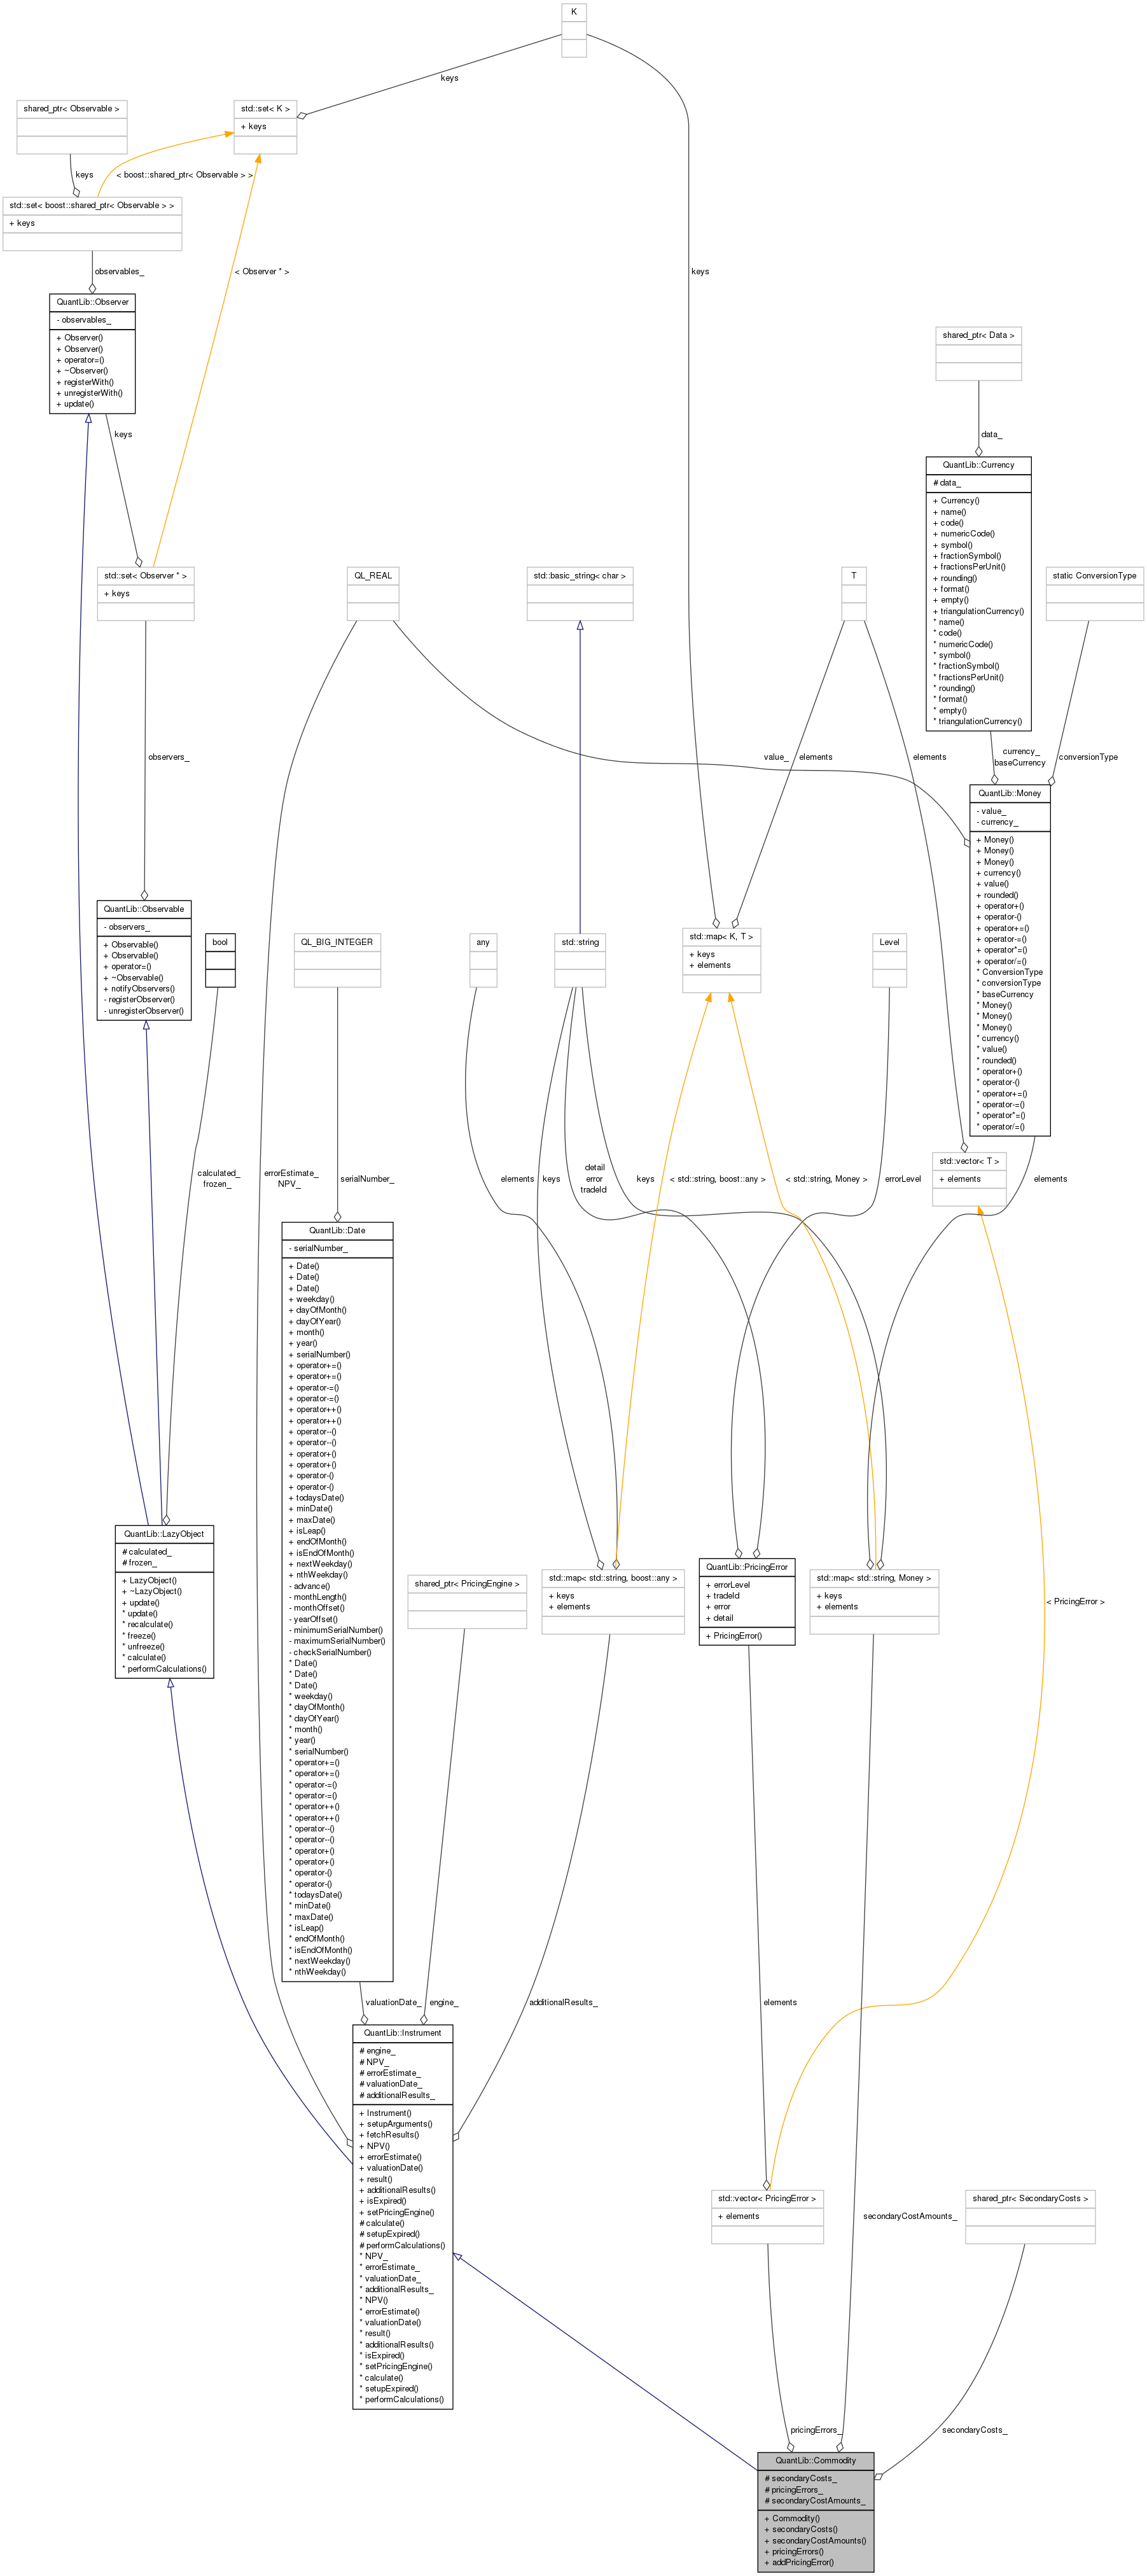 K
keys
shared_ptr< Observable >
std::set< K >
+ keys
keys
< boost::shared_ptr< Observable > >
std::set< boost::shared_ptr< Observable > >
+ keys
observables_
< Observer * >
keys
QuantLib::Observer
- observables_
+ Observer()
+ Observer()
+ operator=()
+ ~Observer()
+ registerWith()
+ unregisterWith()
+ update()
shared_ptr< Data >
keys
data_
QuantLib::Currency
# data_
+ Currency()
+ name()
+ code()
+ numericCode()
+ symbol()
+ fractionSymbol()
+ fractionsPerUnit()
+ rounding()
+ format()
+ empty()
+ triangulationCurrency()
* name()
* code()
* numericCode()
* symbol()
* fractionSymbol()
* fractionsPerUnit()
* rounding()
* format()
* empty()
* triangulationCurrency()
std::set< Observer * >
+ keys
QL_REAL
std::basic_string< char >
T
static ConversionType
observers_
value_
elements
elements
currency_
baseCurrency
conversionType
QuantLib::Money
- value_
- currency_
+ Money()
+ Money()
+ Money()
+ currency()
+ value()
+ rounded()
+ operator+()
+ operator-()
+ operator+=()
+ operator-=()
+ operator*=()
+ operator/=()
* ConversionType
* conversionType
* baseCurrency
* Money()
* Money()
* Money()
* currency()
* value()
* rounded()
* operator+()
* operator-()
* operator+=()
* operator-=()
* operator*=()
* operator/=()
QuantLib::Observable
- observers_
+ Observable()
+ Observable()
+ operator=()
+ ~Observable()
+ notifyObservers()
- registerObserver()
- unregisterObserver()
bool
QL_BIG_INTEGER
any
std::string
std::map< K, T >
+ keys
+ elements
Level
std::vector< T >
+ elements
calculated_
frozen_
errorEstimate_
NPV_
serialNumber_
elements
keys
detail
error
tradeId
keys
< std::string, boost::any >
< std::string, Money >
errorLevel
elements
QuantLib::Date
- serialNumber_
+ Date()
+ Date()
+ Date()
+ weekday()
+ dayOfMonth()
+ dayOfYear()
+ month()
+ year()
+ serialNumber()
+ operator+=()
+ operator+=()
+ operator-=()
+ operator-=()
+ operator++()
+ operator++()
+ operator--()
+ operator--()
+ operator+()
+ operator+()
+ operator-()
+ operator-()
+ todaysDate()
+ minDate()
+ maxDate()
+ isLeap()
+ endOfMonth()
+ isEndOfMonth()
+ nextWeekday()
+ nthWeekday()
- advance()
- monthLength()
- monthOffset()
- yearOffset()
- minimumSerialNumber()
- maximumSerialNumber()
- checkSerialNumber()
* Date()
* Date()
* Date()
* weekday()
* dayOfMonth()
* dayOfYear()
* month()
* year()
* serialNumber()
* operator+=()
* operator+=()
* operator-=()
* operator-=()
* operator++()
* operator++()
* operator--()
* operator--()
* operator+()
* operator+()
* operator-()
* operator-()
* todaysDate()
* minDate()
* maxDate()
* isLeap()
* endOfMonth()
* isEndOfMonth()
* nextWeekday()
* nthWeekday()
QuantLib::LazyObject
# calculated_
# frozen_
+ LazyObject()
+ ~LazyObject()
+ update()
* update()
* recalculate()
* freeze()
* unfreeze()
* calculate()
* performCalculations()
shared_ptr< PricingEngine >
std::map< std::string, boost::any >
+ keys
+ elements
QuantLib::PricingError
+ errorLevel
+ tradeId
+ error
+ detail
+ PricingError()
std::map< std::string, Money >
+ keys
+ elements
< PricingError >
valuationDate_
engine_
additionalResults_
elements
QuantLib::Instrument
# engine_
# NPV_
# errorEstimate_
# valuationDate_
# additionalResults_
+ Instrument()
+ setupArguments()
+ fetchResults()
+ NPV()
+ errorEstimate()
+ valuationDate()
+ result()
+ additionalResults()
+ isExpired()
+ setPricingEngine()
# calculate()
# setupExpired()
# performCalculations()
* NPV_
* errorEstimate_
* valuationDate_
* additionalResults_
* NPV()
* errorEstimate()
* valuationDate()
* result()
* additionalResults()
* isExpired()
* setPricingEngine()
* calculate()
* setupExpired()
* performCalculations()
std::vector< PricingError >
+ elements
secondaryCostAmounts_
shared_ptr< SecondaryCosts >
pricingErrors_
secondaryCosts_
QuantLib::Commodity
# secondaryCosts_
# pricingErrors_
# secondaryCostAmounts_
+ Commodity()
+ secondaryCosts()
+ secondaryCostAmounts()
+ pricingErrors()
+ addPricingError()